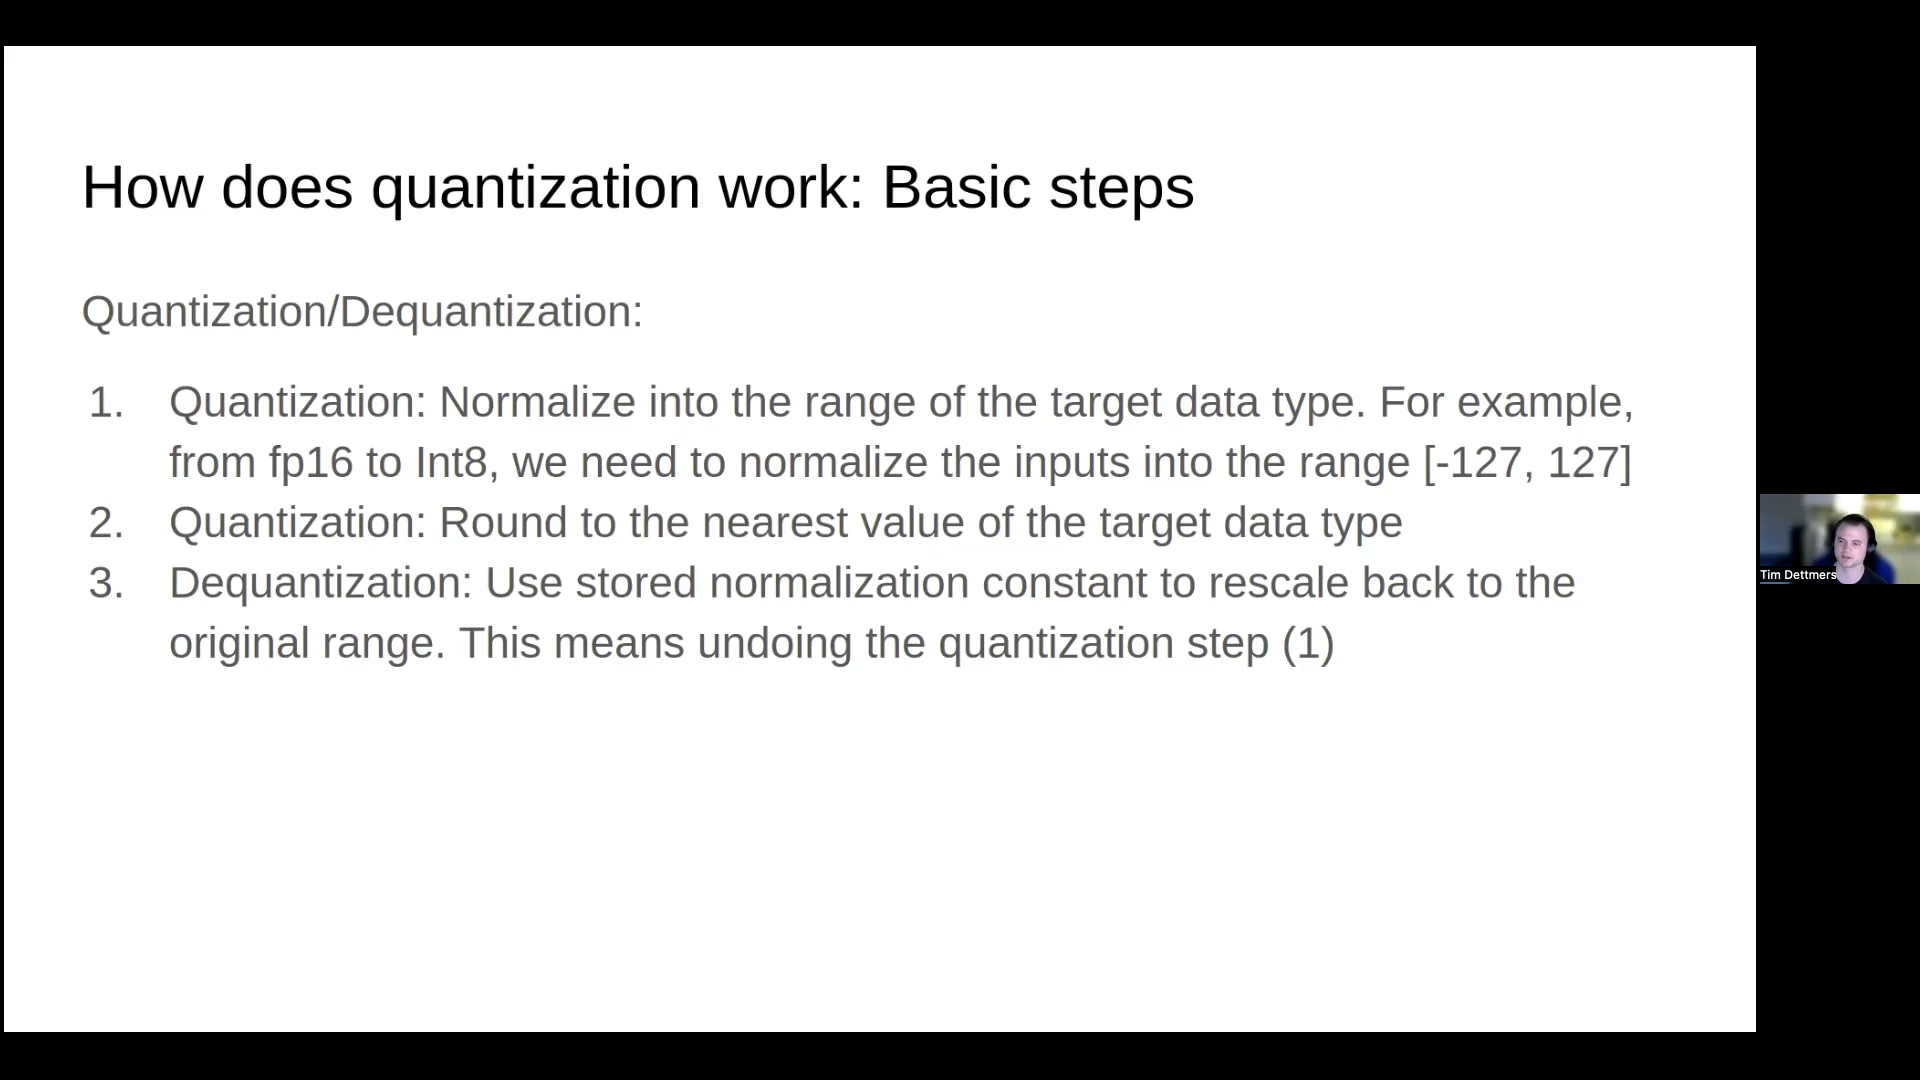 How does quantization work: Basic steps
Quantization/Dequantization:
1. Quantization: Normalize into the range of the target data type. For example,
from fp16 to Int8, we need to normalize the inputs into the range [-127, 127]
2. Quantization: Round to the nearest value of the target data type
3. Dequantization: Use stored normalization constant to rescale back to the
original range. This means undoing the quantization step (1)
Tim Dettmers